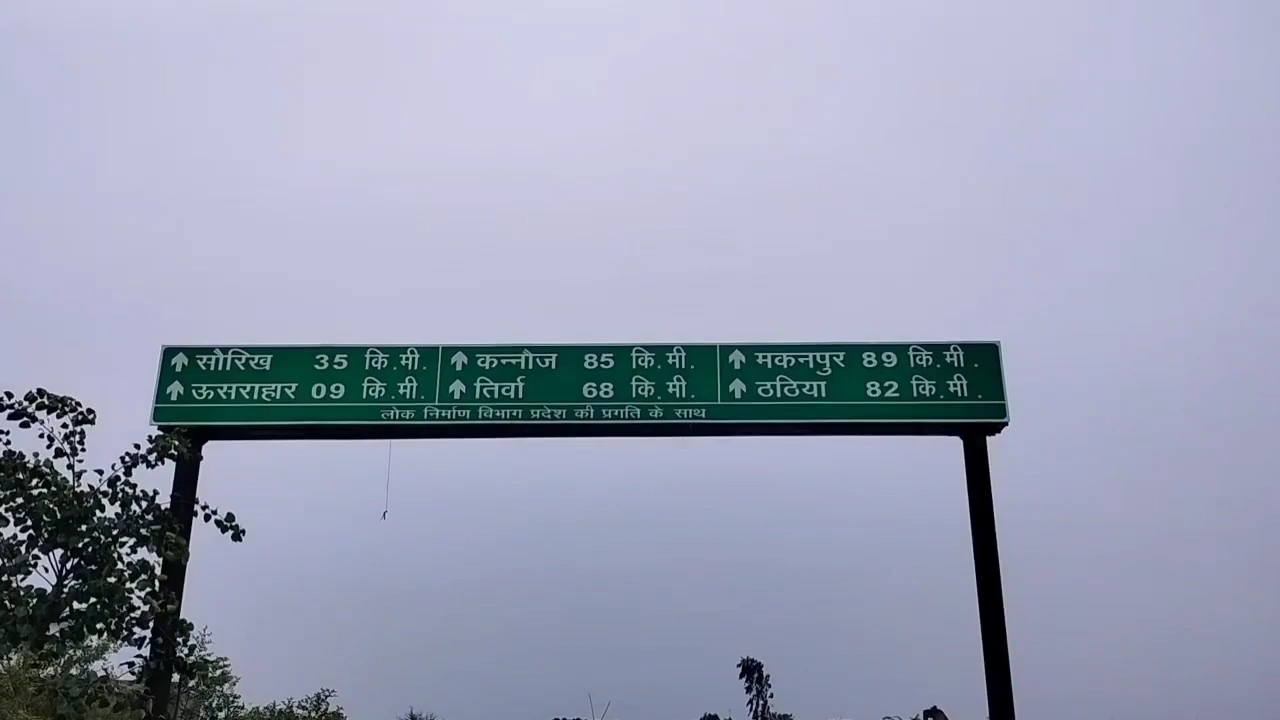 सौरिख 35 कि.मी. कन्नौज 85 कि.मी. मकनपुर 89 कि.मी.
ऊसराहार 09 कि.मी. तिर्वा 68 कि.मी. ठठिया 82 कि.मी.
लोक निर्माण विभाग प्रदेश की प्रगति के साथ